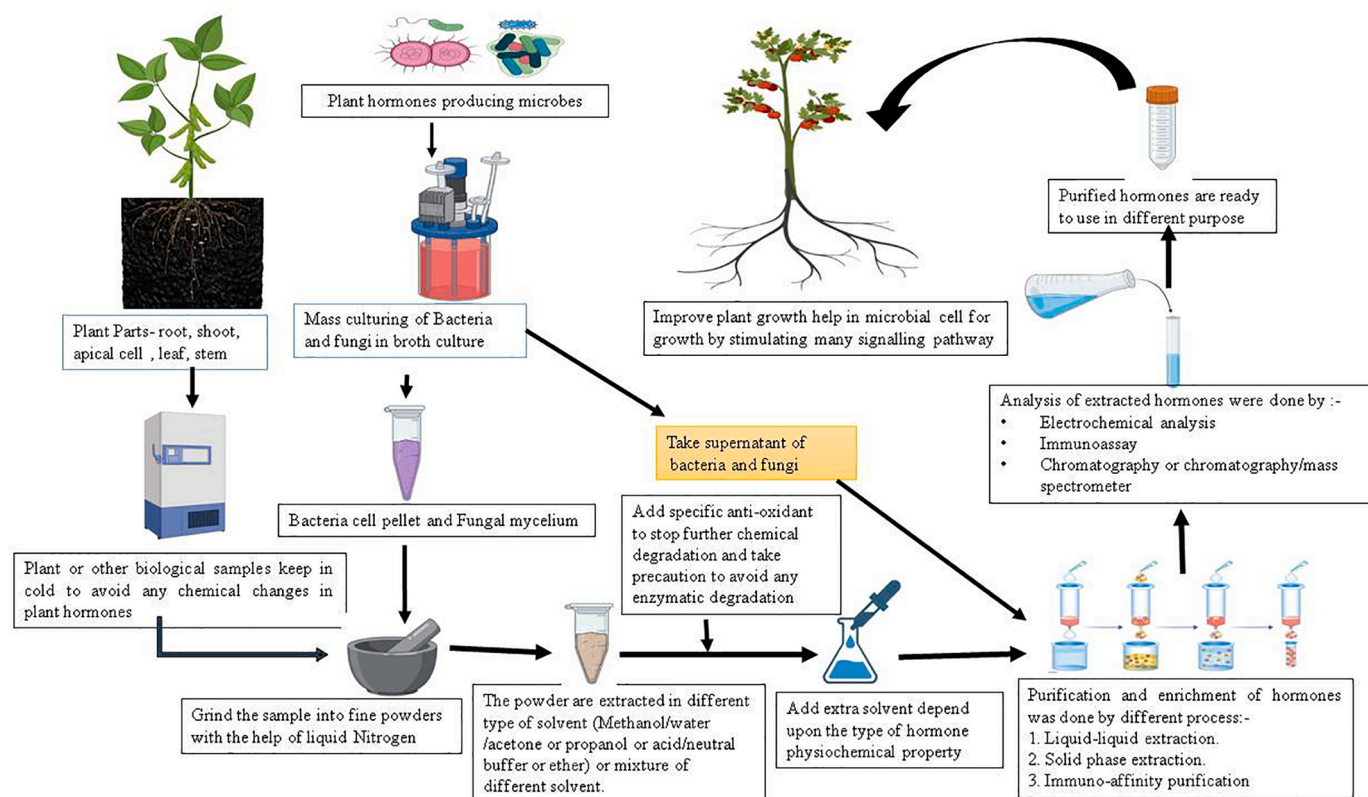 Plant hormones producing microbes
Plant Parts- root, shoot,
apical cell , leaf, stem
Mass culturing of Bacteria
and fungi in broth culture
Improve plant growth help in microbial cell for
growth by stimulating many signalling pathway
Purified hormones are ready
to use in different purpose
Analysis of extracted hormones were done by :-
• Electrochemical analysis
• Immunoassay
• Chromatography or chromatography/mass
spectrometer
Take supernatant of
bacteria and fungi
Bacteria cell pellet and Fungal mycelium
Add specific anti-oxidant
to stop further chemical
degradation and take
precaution to avoid any
enzymatic degradation
Plant or other biological samples keep in
cold to avoid any chemical changes in
plant hormones
Grind the sample into fine powders
with the help of liquid Nitrogen
The powder are extracted in different
type of solvent (Methanol/water
/acetone or propanol or acid/neutral
buffer or ether) or mixture of
different solvent.
Add extra solvent depend
upon the type of hormone
physiochemical property
Purification and enrichment of hormones
was done by different process:-
1. Liquid-liquid extraction.
2. Solid phase extraction.
3. Immuno-affinity purification